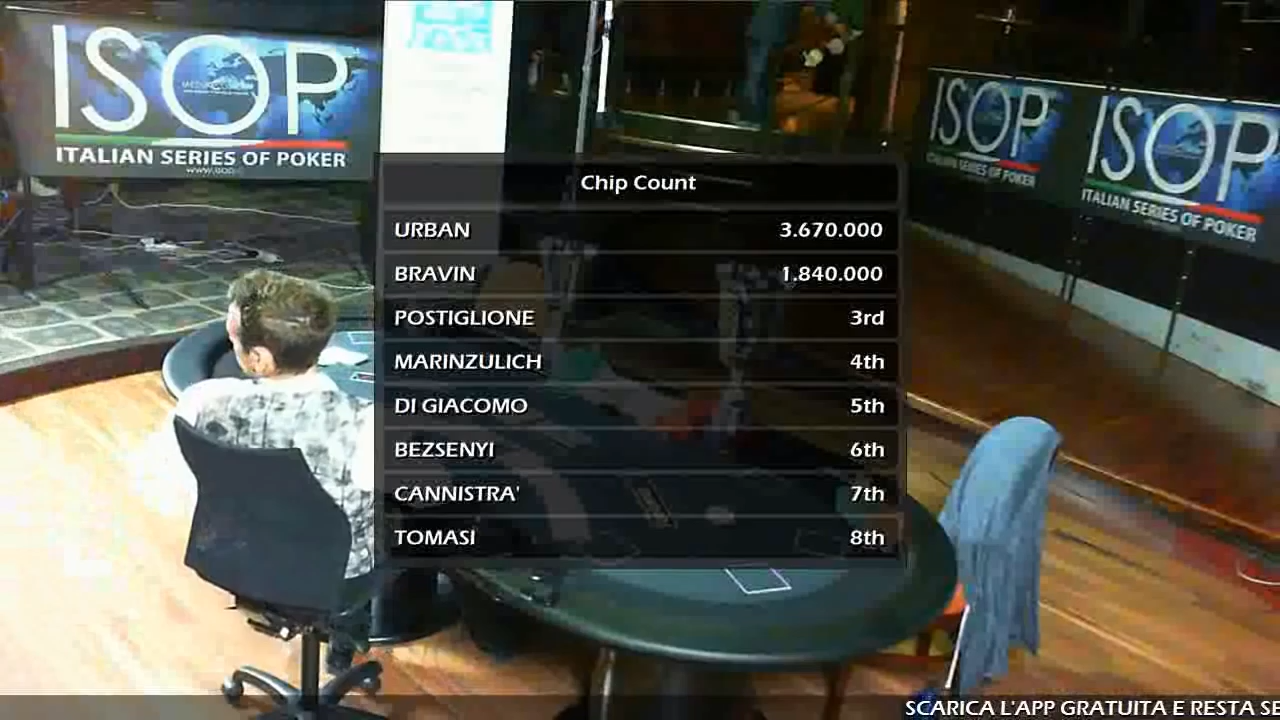 ISOP
ITALIAN SERIES OF POKER
ISOP
ITALIAN SERIES OF POKER
ISOP
ITALIAN SERIES OF POKER
Chip Count
URBAN 3.670.000
BRAVIN 1.840.000
POSTIGLIONE 3rd
MARINZULICH 4th
DI GIACOMO 5th
BEZSENYI 6th
CANNISTRA' 7th
TOMASI 8th
SCARICA L'APP GRATUITA E RESTA SE